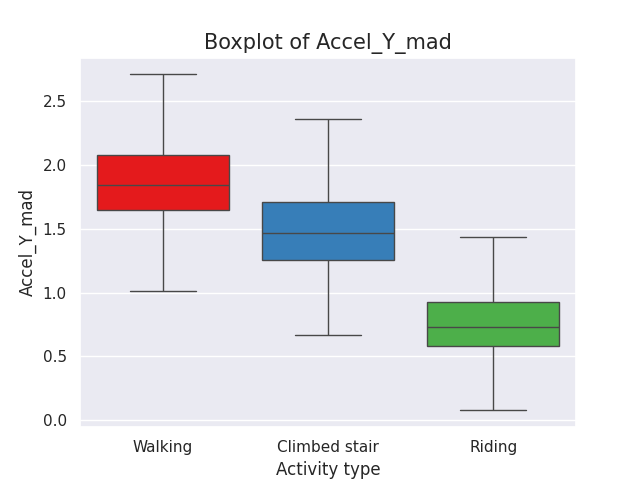 Boxplot of Accel_Y_mad
2.5
2.0
1.5
1.0
0.5
0.0
Accel_Y_mad
Walking
Climbed stair
Riding
Activity type